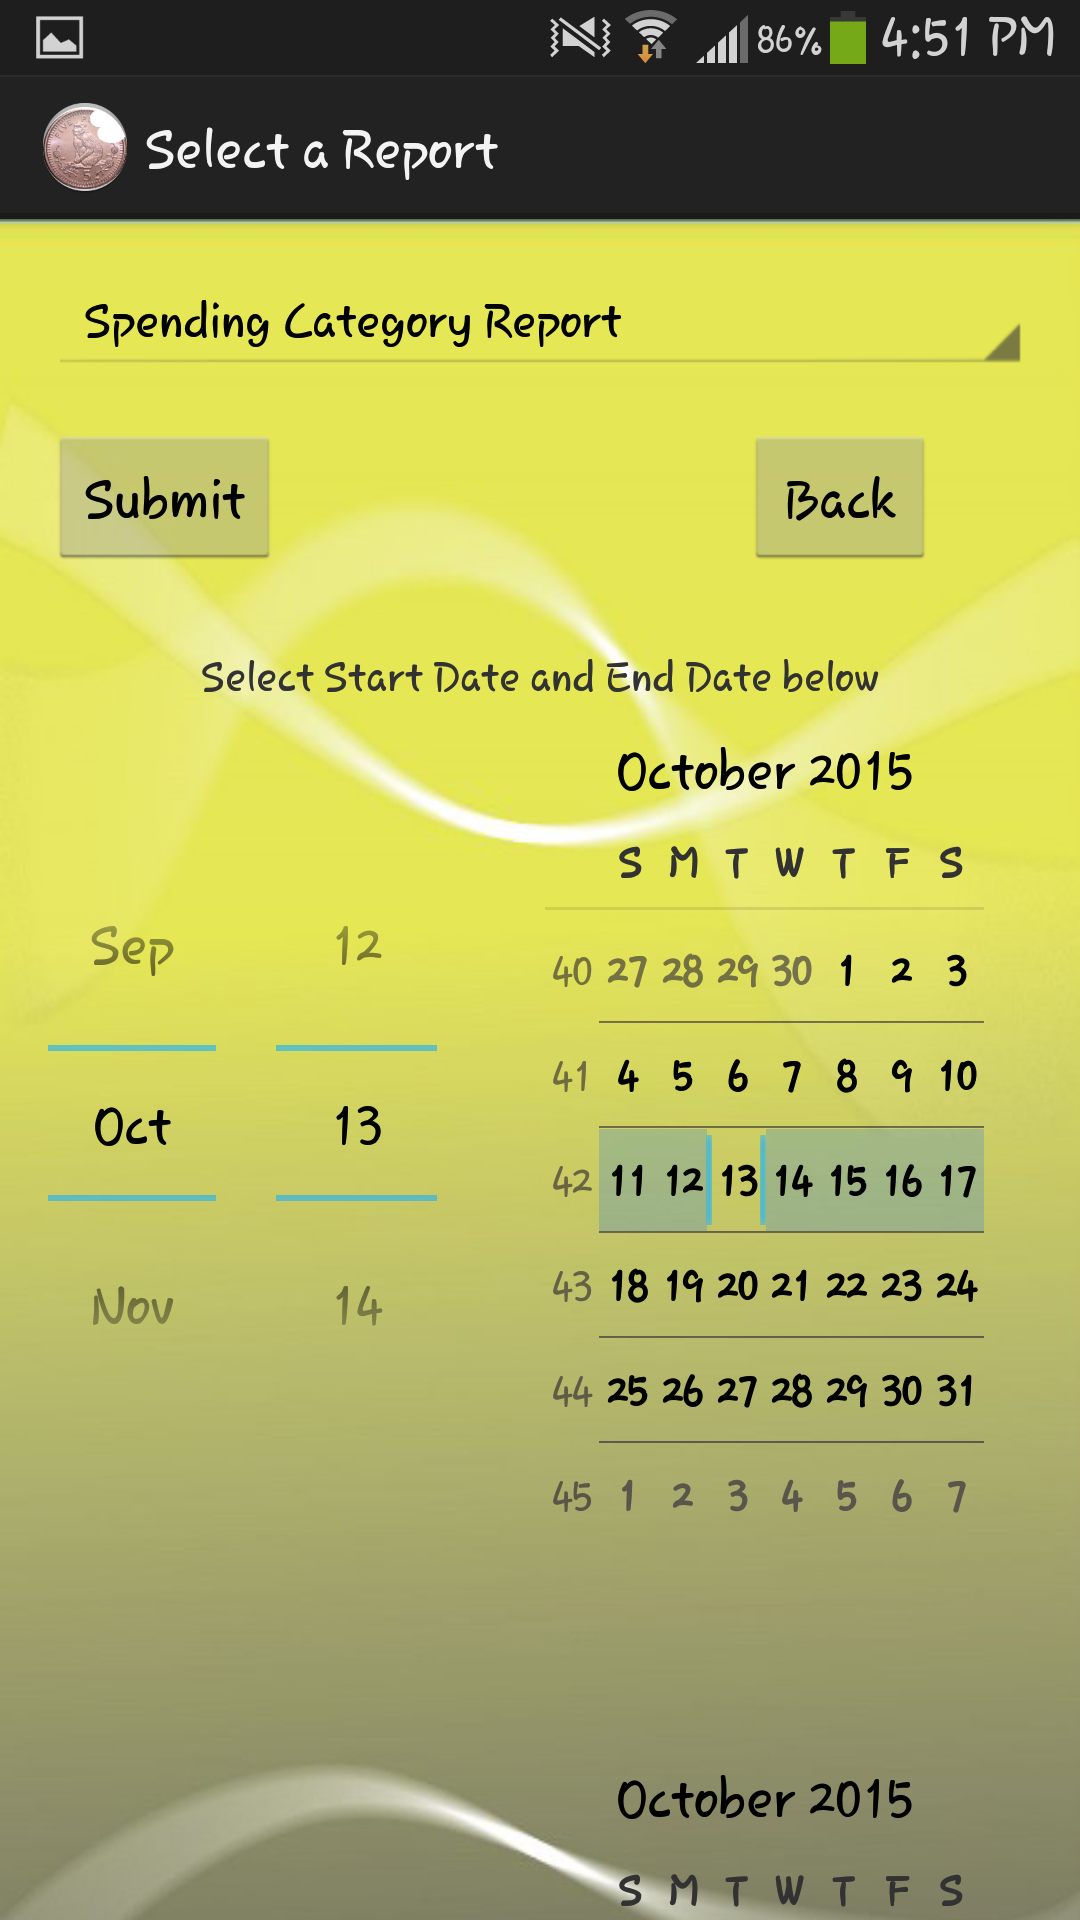 86% 4:51 PM
Select a Report
Spending Category Report
Submit Back
Select Start Date and End Date below
October 2015
S M T W T F S
Sep 12
Oct 13
Nov 14
40 27 28 29 30 1 2 3
41 4 5 6 7 8 9 10
42 11 12 13 14 15 16 17
43 18 19 20 21 22 23 24
44 25 26 27 28 29 30 31
45 1 2 3 4 5 6 7
October 2015
S M T W T F S